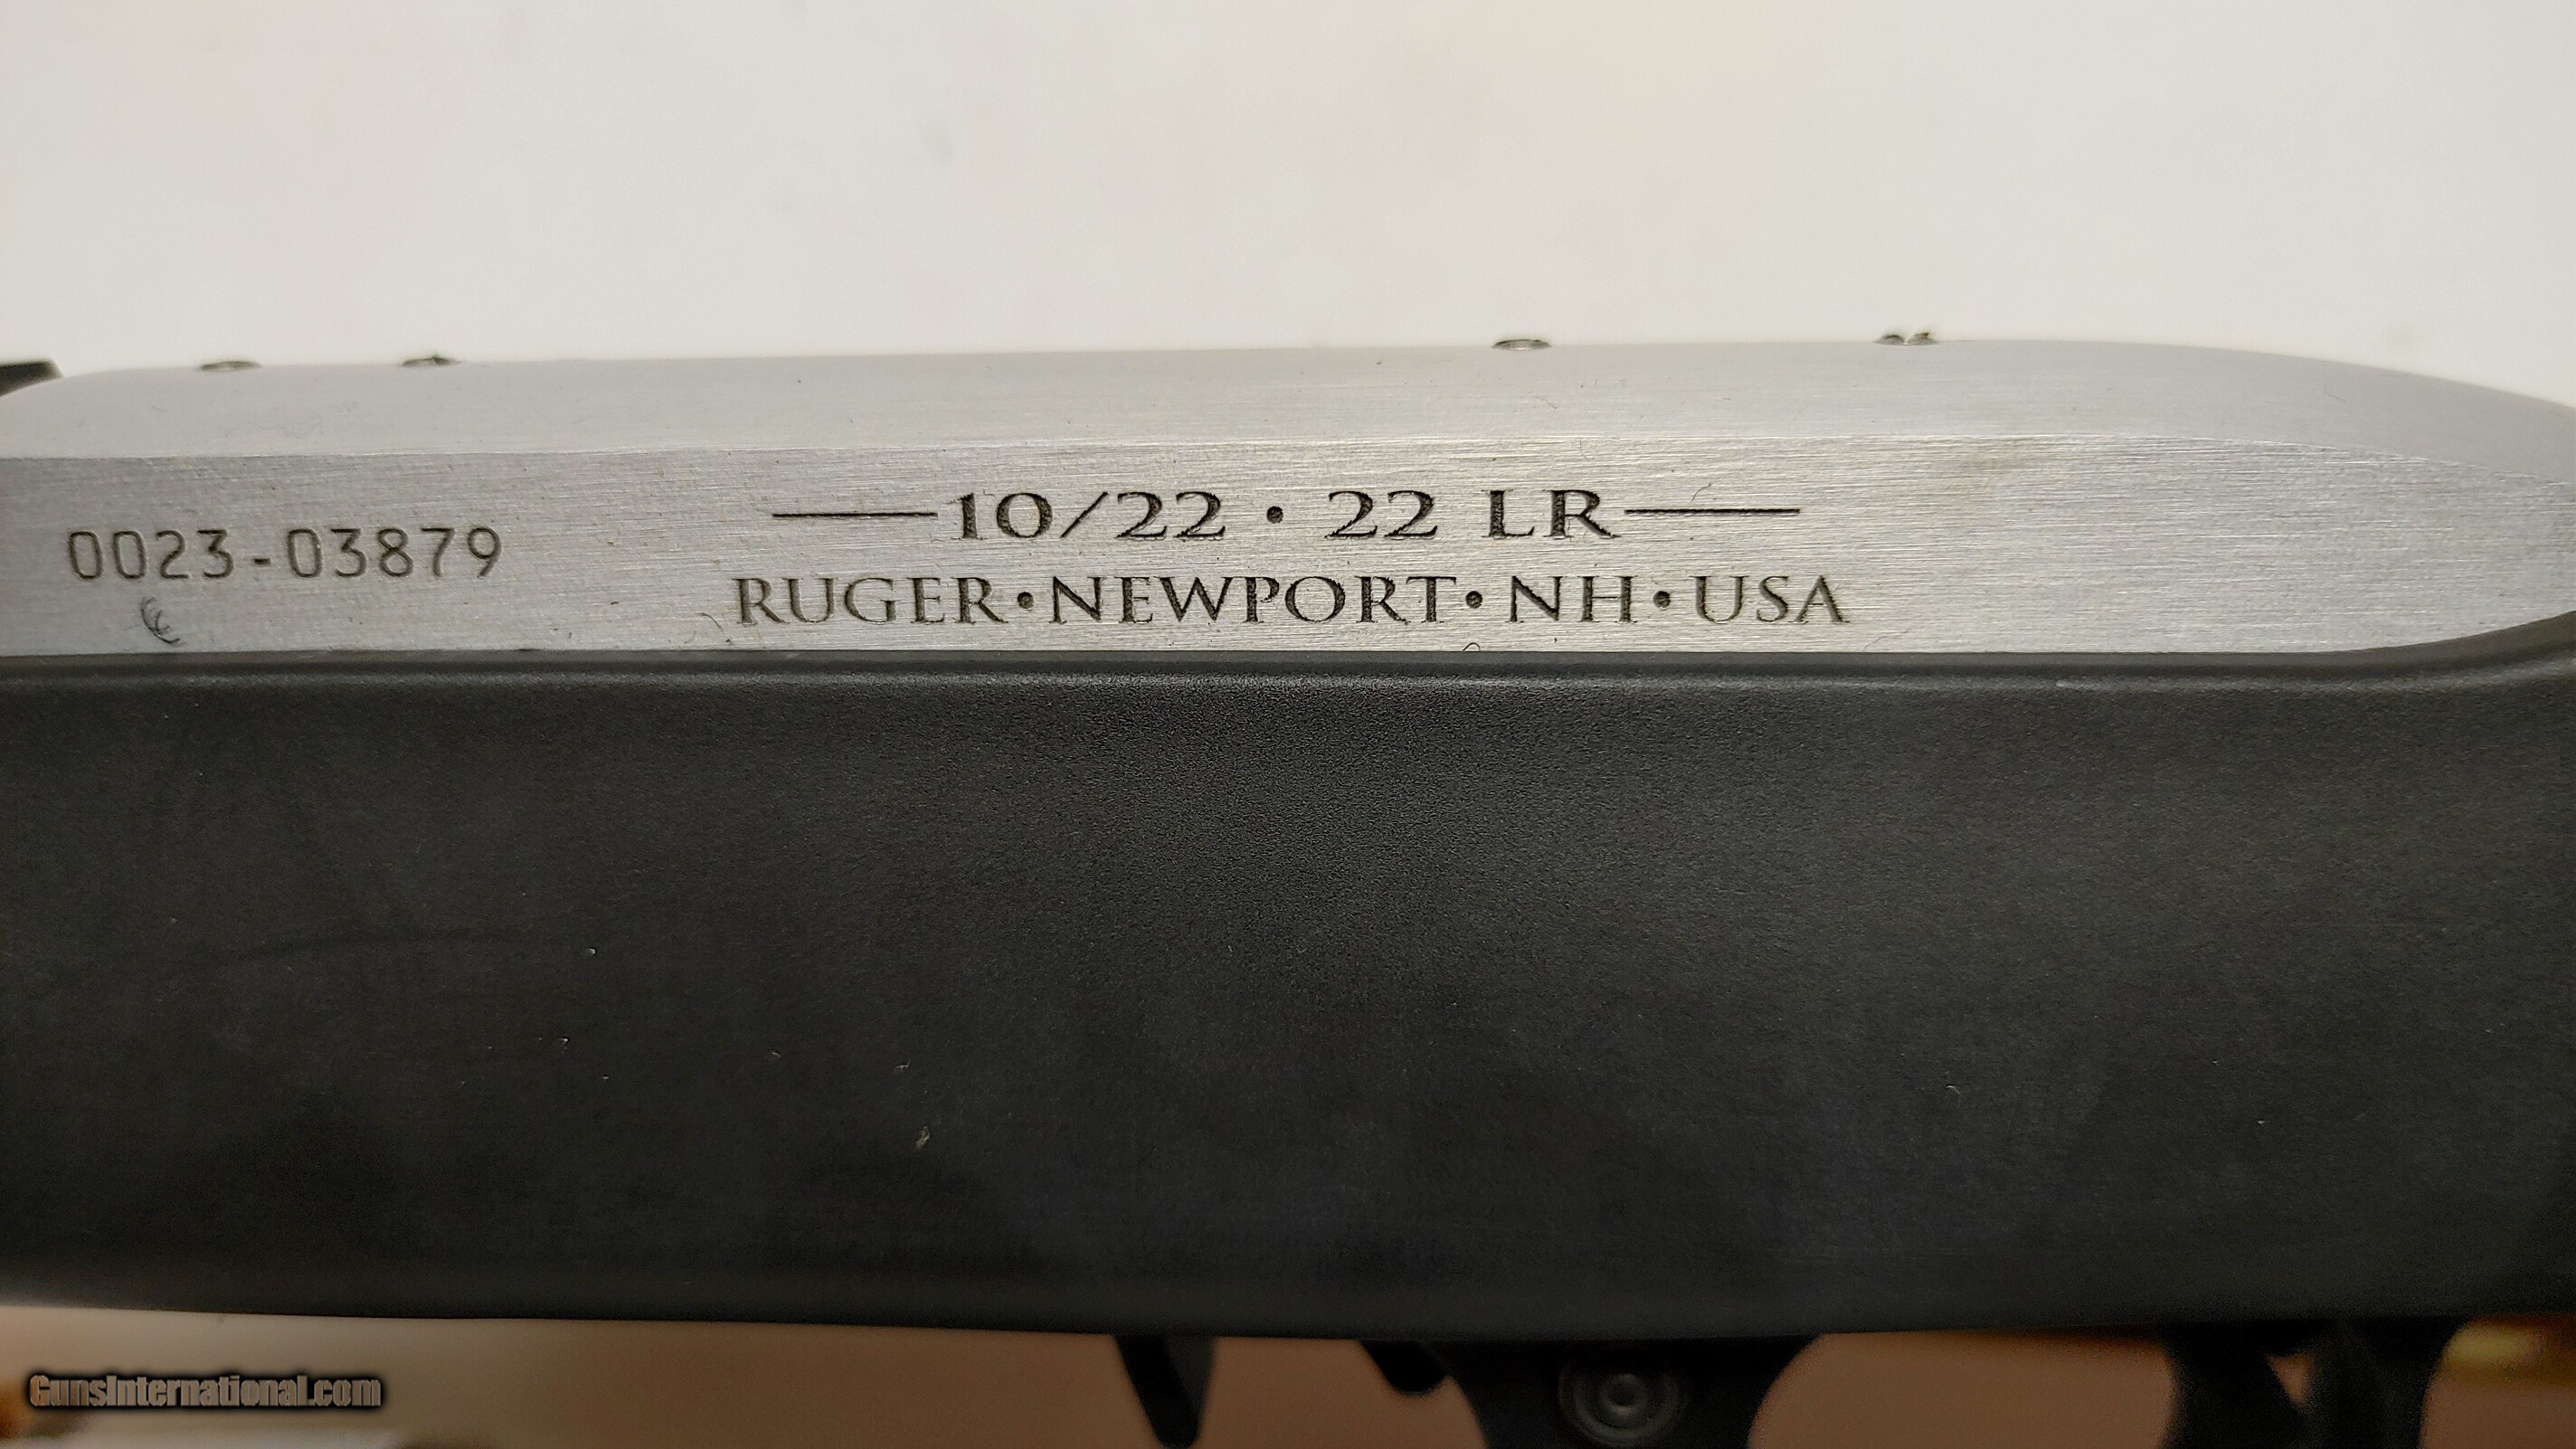 10/22 • 22 LR
0023-03879
RUGER•NEWPORT•NH•USA
GunsInternational.com